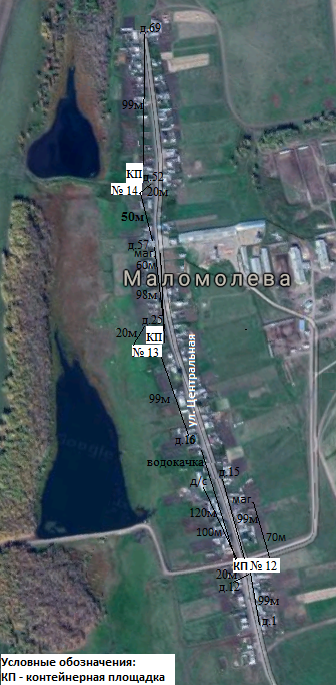 д.69
99м
КП
№ 14
д.52
20м
50м
д.57
маг.
60м
Маломолева
98м
д.25
20м
КП
№ 13
ул. Центральная
99м
д.16
водокачка
д.15
д/с
маг.
120м
99м
100м
70м
КП № 12
20м
д.12
99м
д.1
Условные обозначения:
КП - контейнерная площадка